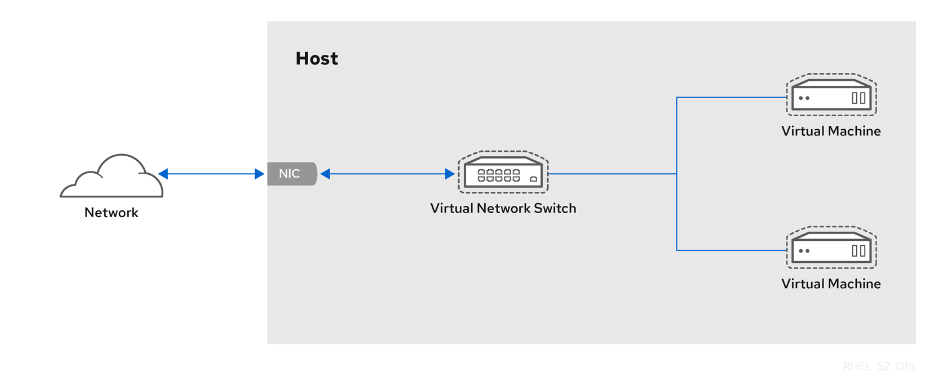 Host
Virtual Machine
NIC
Network
Virtual Network Switch
Virtual Machine
RHEL_52_1219